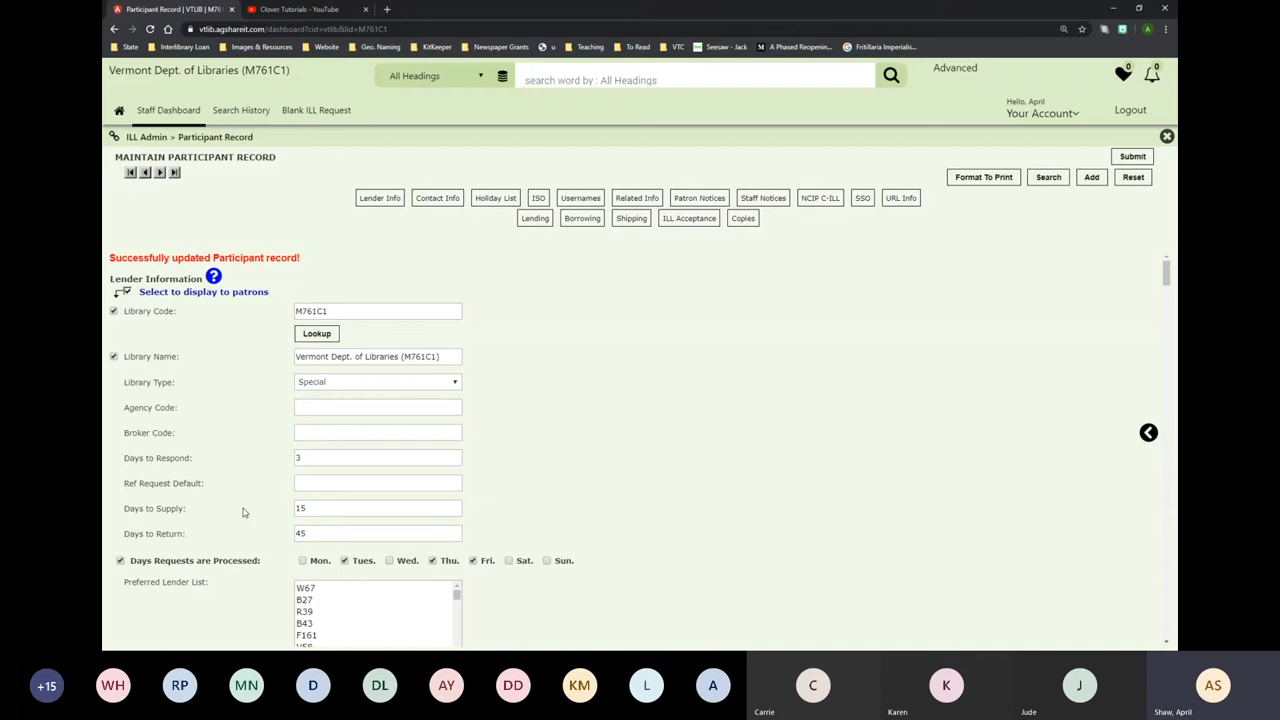 Participant Record | VTLIB | M761
Clover Tutorials - YouTube
vtlib.agshareit.com/dashboard?cid=vtlib&lid=M761C1
State Interlibrary Loan Images & Resources Website Geo. Naming KitKeeper Newspaper Grants u Teaching To Read VTC Seesaw - Jack A Phased Reopenin... Fritillaria Imperialis...
Vermont Dept. of Libraries (M761C1)
All Headings
search word by : All Headings
Advanced
0
0
Staff Dashboard Search History Blank ILL Request
Hello, April
Your Account
Logout
ILL Admin > Participant Record
MAINTAIN PARTICIPANT RECORD
Submit
Format To Print Search Add Reset
Lender Info Contact Info Holiday List ISO Usernames Related Info Patron Notices Staff Notices NCIP C-ILL SSO URL Info
Lending Borrowing Shipping ILL Acceptance Copies
Successfully updated Participant record!
Lender Information ?
Select to display to patrons
Library Code: M761C1
Lookup
Library Name: Vermont Dept. of Libraries (M761C1)
Library Type: Special
Agency Code:
Broker Code:
Days to Respond: 3
Ref Request Default:
Days to Supply: 15
Days to Return: 45
Days Requests are Processed: Mon. Tues. Wed. Thu. Fri. Sat. Sun.
Preferred Lender List:
W67
B27
R39
B43
F161
+15 WH RP MN D DL AY DD KM L A C K J AS
Carrie Karen Jude Shaw, April